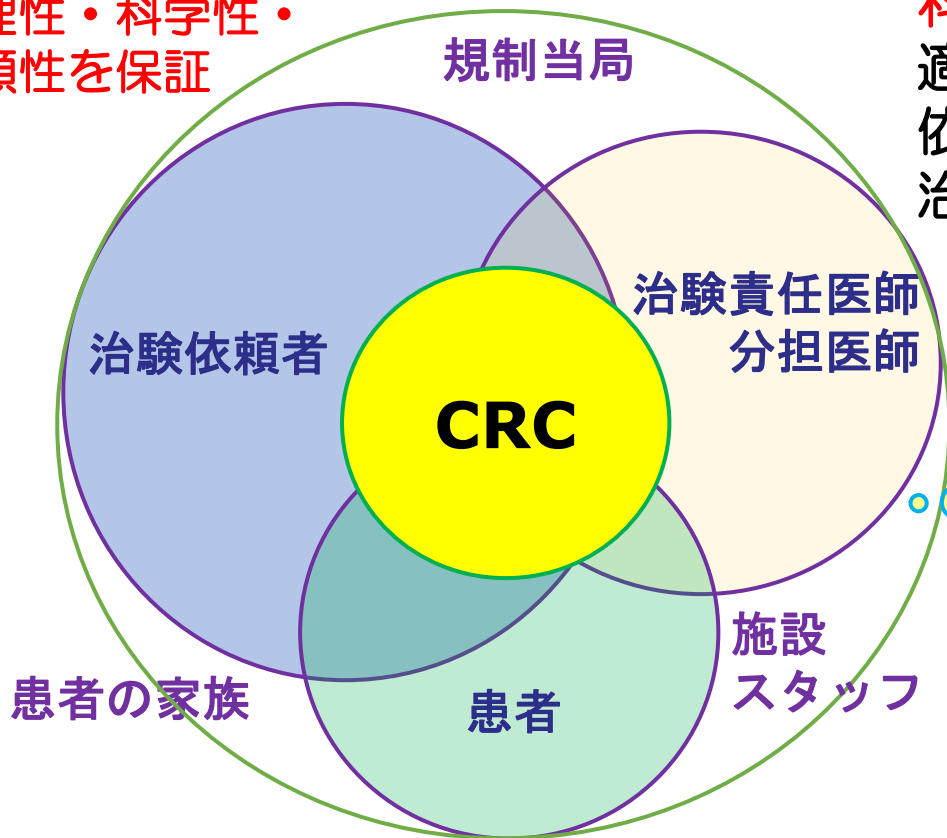 理性・科学性・
頼性を保証
規制当局
科
適
依
治
治験責任医師
分担医師
治験依頼者
CRC
施設
スタッフ
患者の家族
患者